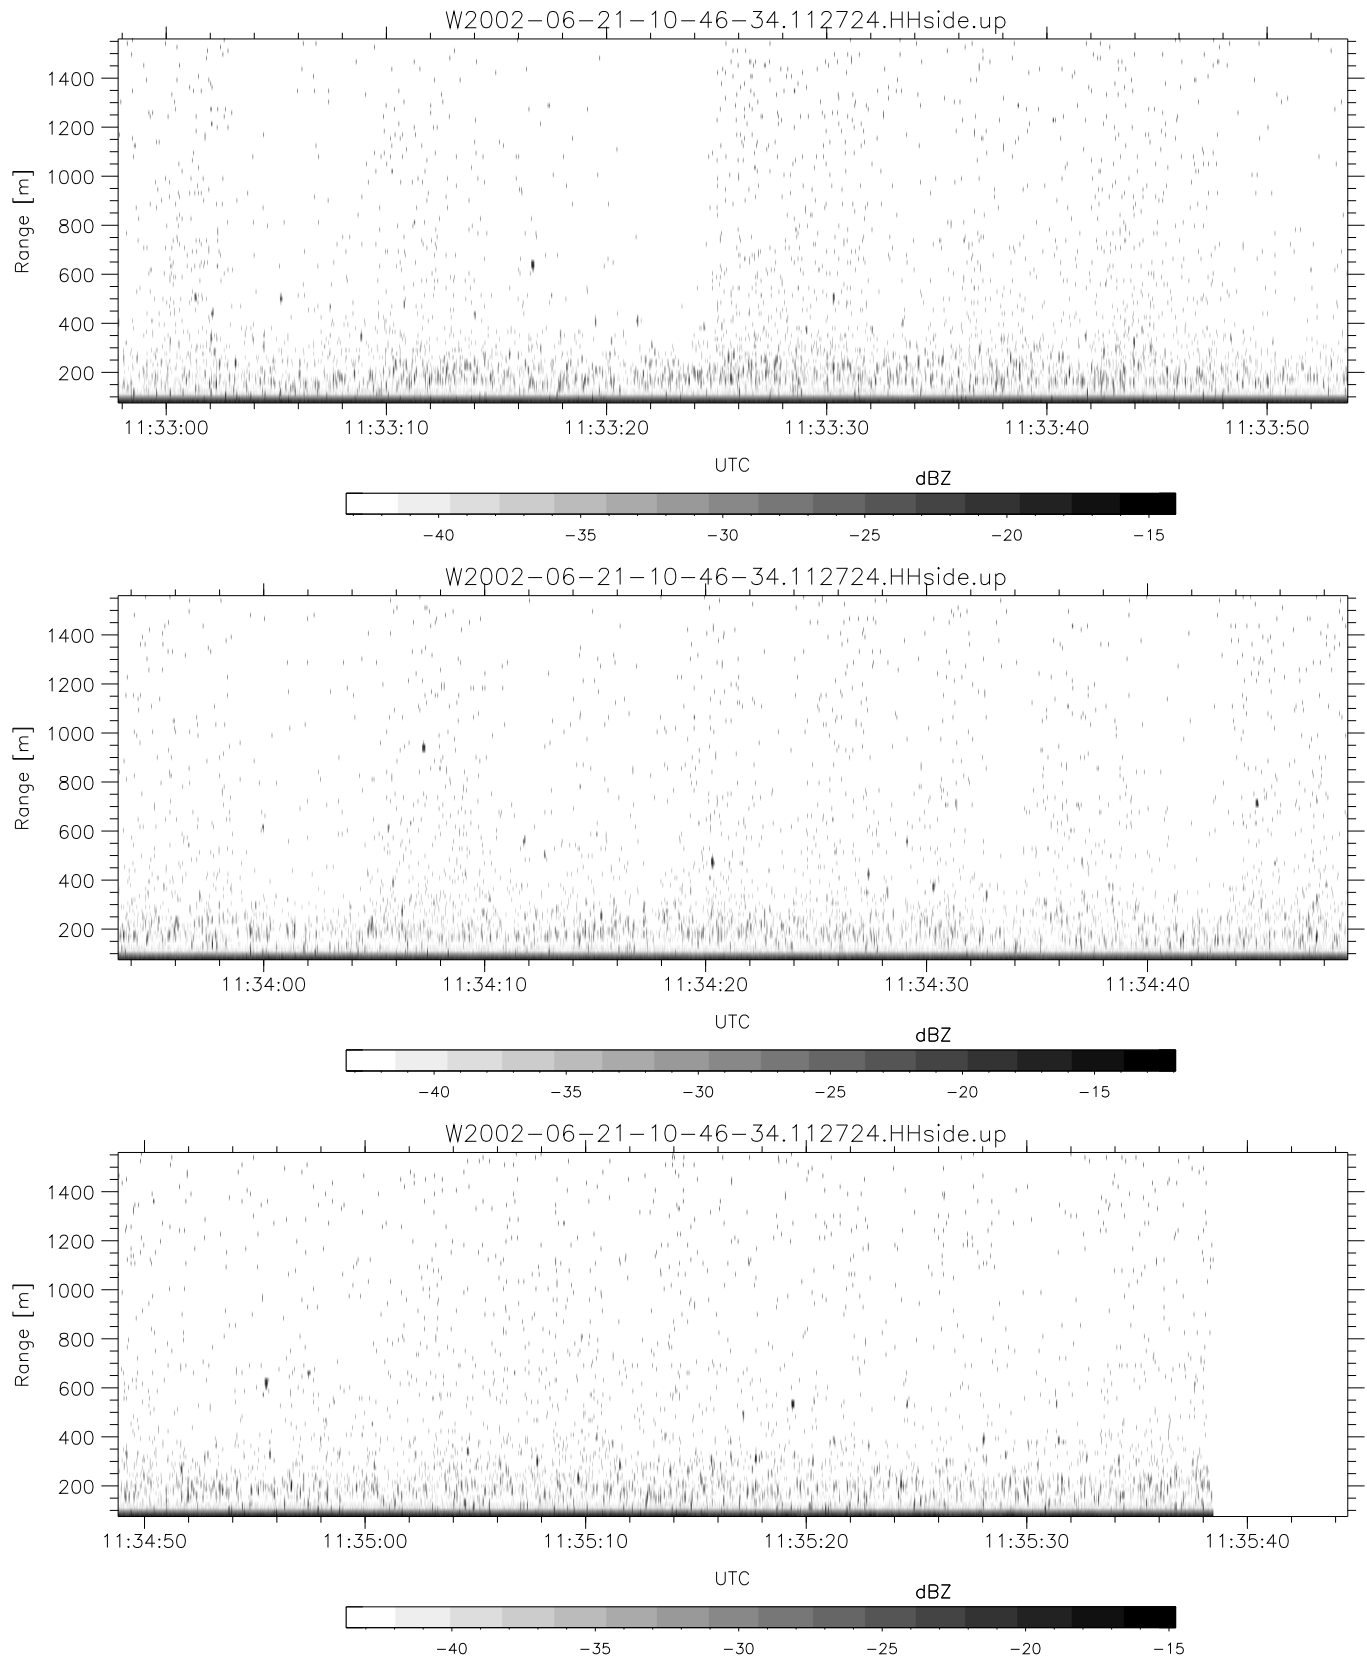 W2002-06-21-10-46-34.112724.HHside.up
Range [m]
1400
1200
1000
800
600
400
200
11:33:00 11:33:10 11:33:20 11:33:30 11:33:40 11:33:50
UTC
dBZ
-40 -35 -30 -25 -20 -15
W2002-06-21-10-46-34.112724.HHside.up
Range [m]
1400
1200
1000
800
600
400
200
11:34:00 11:34:10 11:34:20 11:34:30 11:34:40
UTC
dBZ
-40 -35 -30 -25 -20 -15
W2002-06-21-10-46-34.112724.HHside.up
Range [m]
1400
1200
1000
800
600
400
200
11:34:50 11:35:00 11:35:10 11:35:20 11:35:30 11:35:40
UTC
dBZ
-40 -35 -30 -25 -20 -15